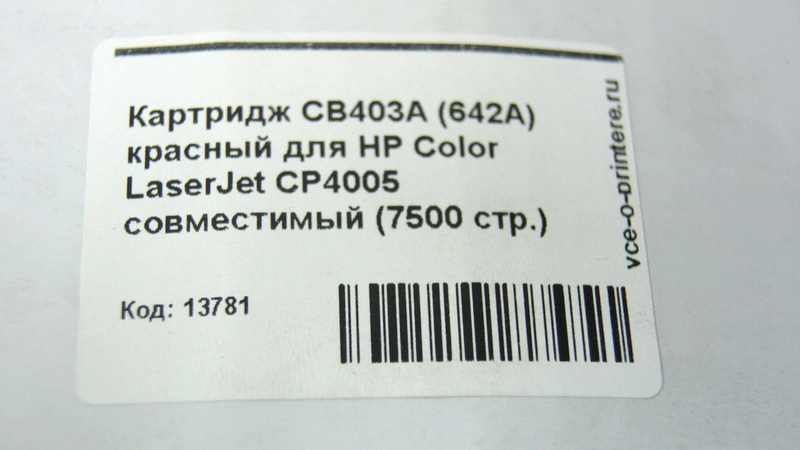 Картридж CB403A (642A)
красный для HP Color
LaserJet CP4005
совместимый (7500 стр.)
Код: 13781
vce-o-printere.ru